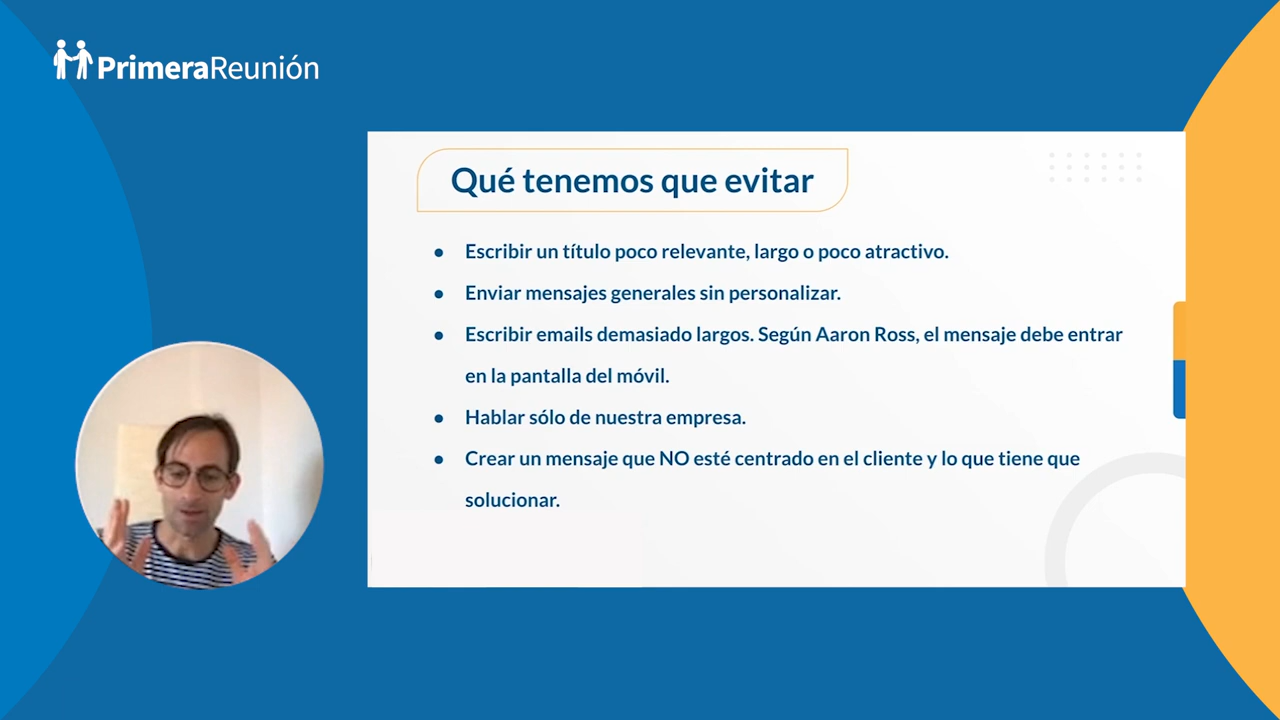 PrimeraReunión
Qué tenemos que evitar
● Escribir un título poco relevante, largo o poco atractivo.
● Enviar mensajes generales sin personalizar.
● Escribir emails demasiado largos. Según Aaron Ross, el mensaje debe entrar
en la pantalla del móvil.
● Hablar sólo de nuestra empresa.
● Crear un mensaje que NO esté centrado en el cliente y lo que tiene que
solucionar.